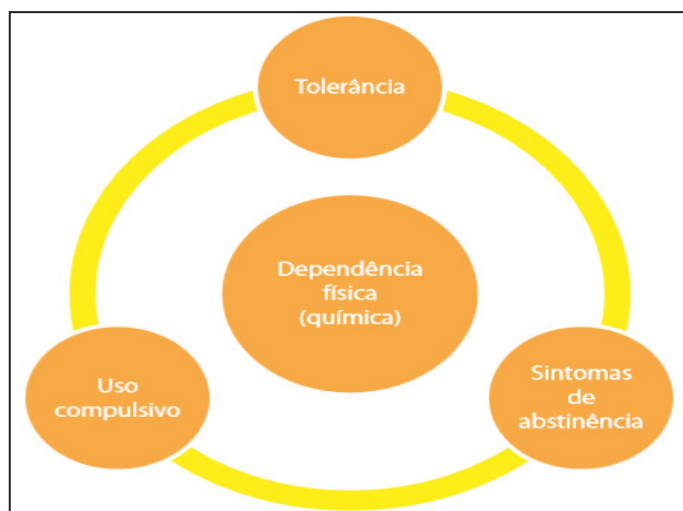 Tolerância
Dependência
física
(química)
Uso
compulsivo
Sintomas
de
abstinência